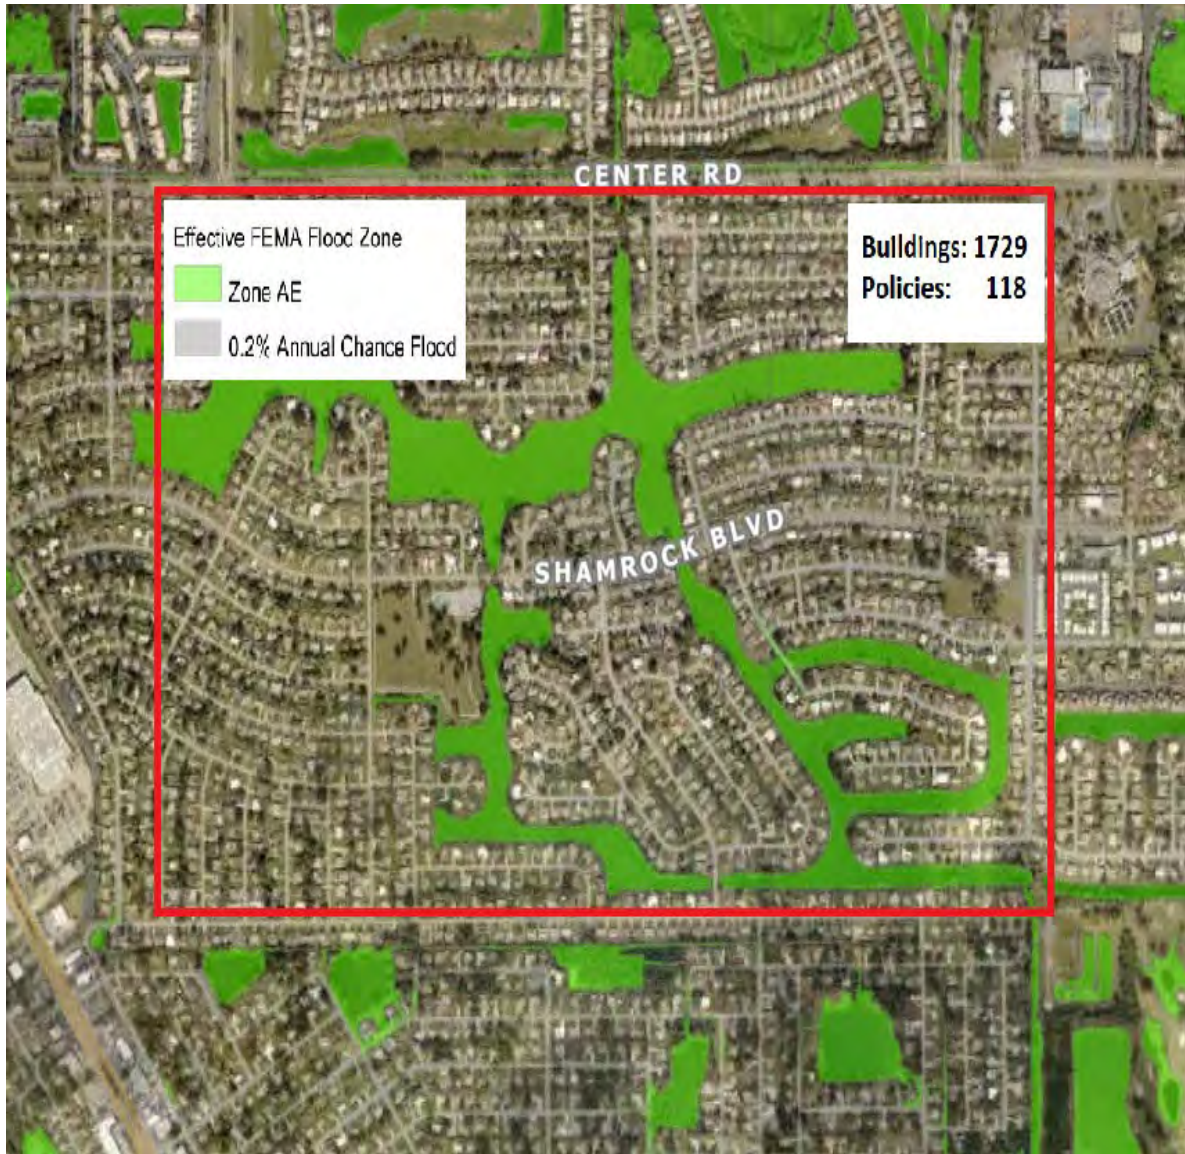 CENTER RD
Effective FEMA Flood Zone
Zone AE
0.2% Annual Chance Flood
Buildings: 1729
Policies: 118
SHAMROCK BLVD